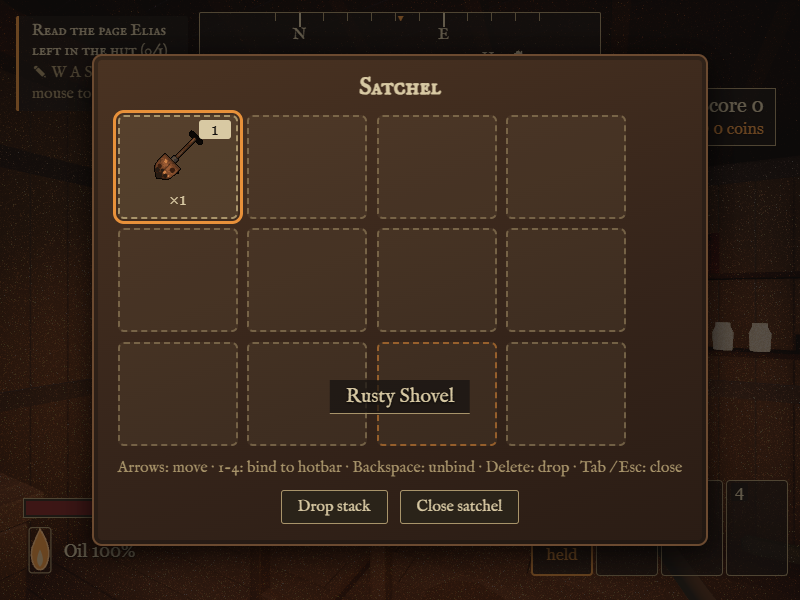 Read the page Elias
left in the hut (0/1)
W A S
mouse to
N
E
Satchel
core 0
0 coins
1
×1
Rusty Shovel
Arrows: move · 1-4: bind to hotbar · Backspace: unbind · Delete: drop · Tab / Esc: close
Drop stack
Close satchel
4
Oil 100%
held